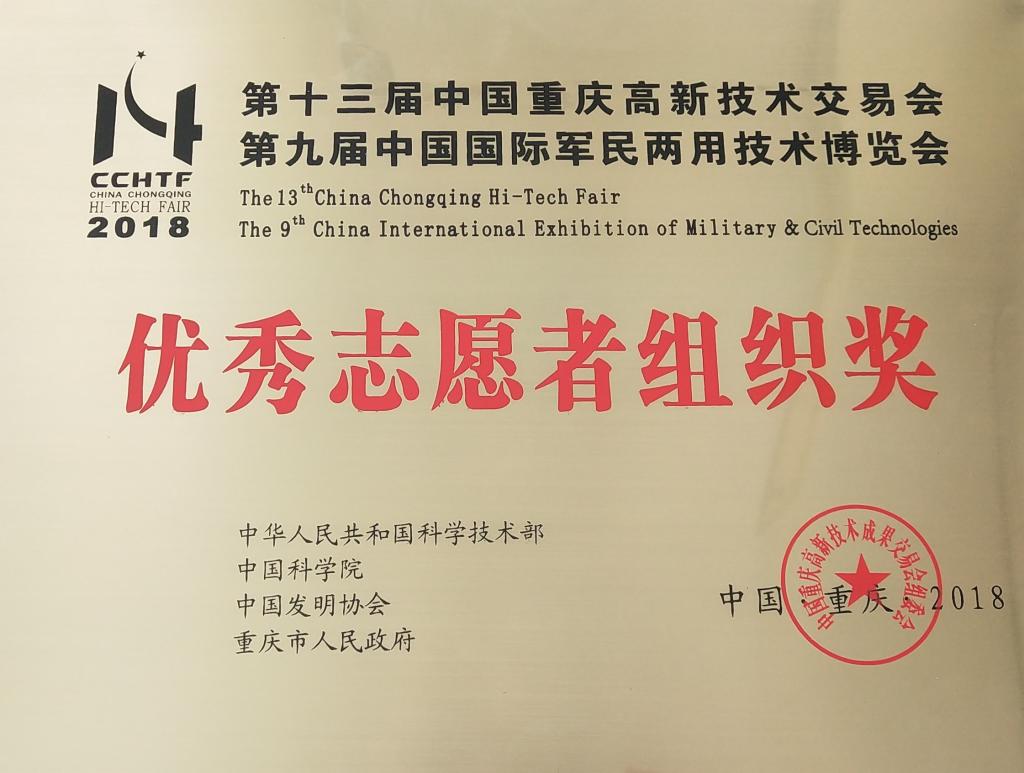 第十三届中国重庆高新技术交易会
第九届中国国际军民两用技术博览会
CCHTF
CHINA CHONGQING
HI-TECH FAIR
2018
The 13th China Chongqing Hi-Tech Fair
The 9th China International Exhibition of Military & Civil Technologies
优秀志愿者组织奖
中华人民共和国科学技术部
中国科学院
中国发明协会
重庆市人民政府
中国·重庆·2018
中国重庆高新技术成果交易会组委会